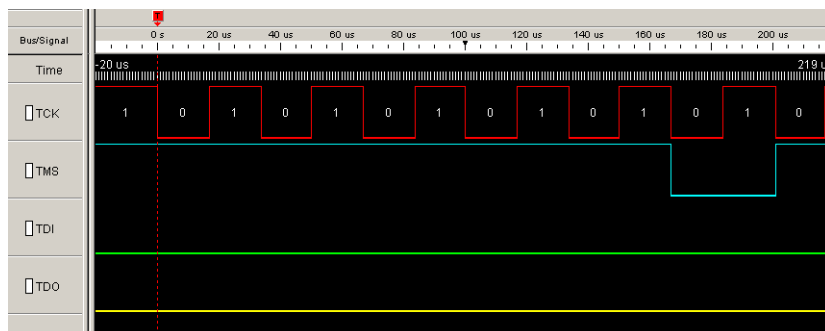 Bus/Signal 0 s 20 us 40 us 60 us 80 us 100 us 120 us 140 us 160 us 180 us 200 us
Time -20 us 219 u
TCK 1 0 1 0 1 0 1 0 1 0 1 0 1 0
TMS
TDI
TDO